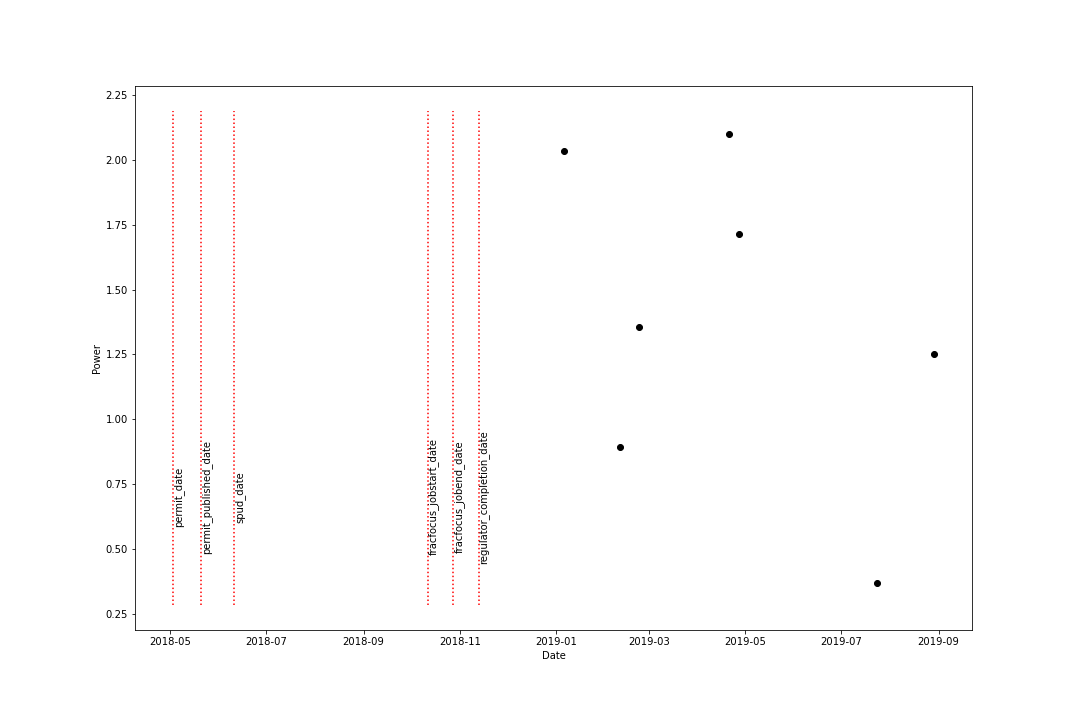 2.25
2.00
1.75
1.50
1.25
1.00
0.75
0.50
0.25
Power
permit_date
permit_published_date
spud_date
fracfocus_jobstart_date
fracfocus_jobend_date
regulator_completion_date
2018-05 2018-07 2018-09 2018-11 2019-01 2019-03 2019-05 2019-07 2019-09
Date